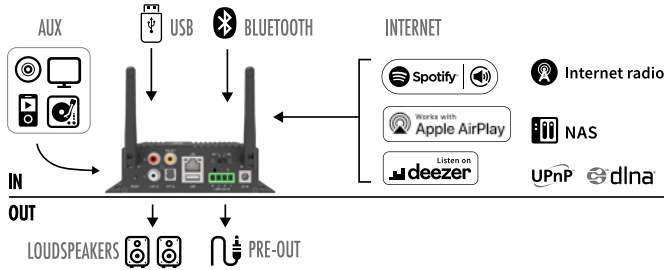 AUX
USB
BLUETOOTH
INTERNET
Spotify
Internet radio
Works with
Apple AirPlay
NAS
Listen on
deezer
UPnP
dlna
IN
OUT
LOUDSPEAKERS
PRE-OUT